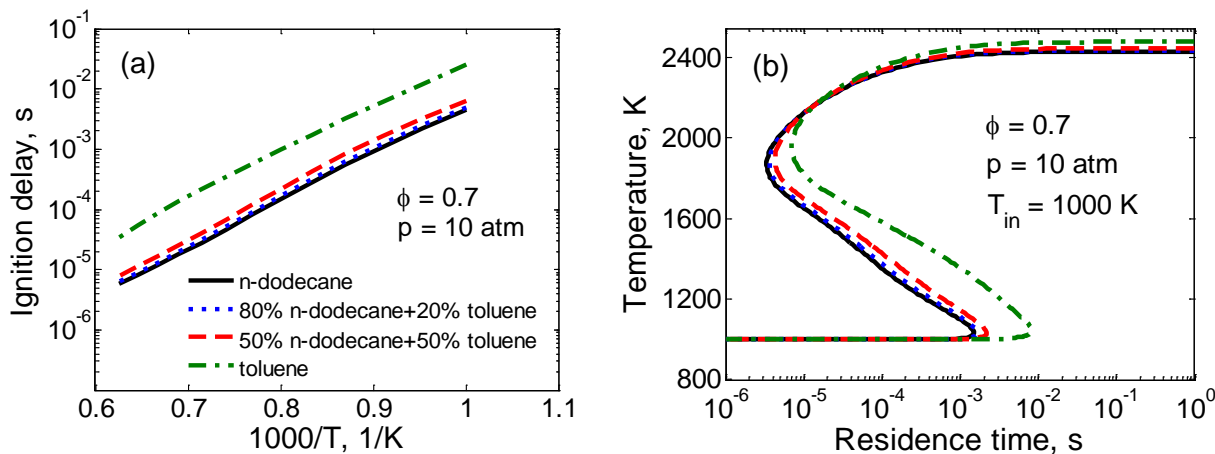 (a)
Ignition delay, s
10^-1
10^-2
10^-3
10^-4
10^-5
10^-6
ϕ = 0.7
p = 10 atm
n-dodecane
80% n-dodecane+20% toluene
50% n-dodecane+50% toluene
toluene
0.6 0.7 0.8 0.9 1 1.1
1000/T, 1/K
(b)
Temperature, K
2400
2000
1600
1200
800
ϕ = 0.7
p = 10 atm
T_in = 1000 K
10^-6 10^-5 10^-4 10^-3 10^-2 10^-1 10^0
Residence time, s